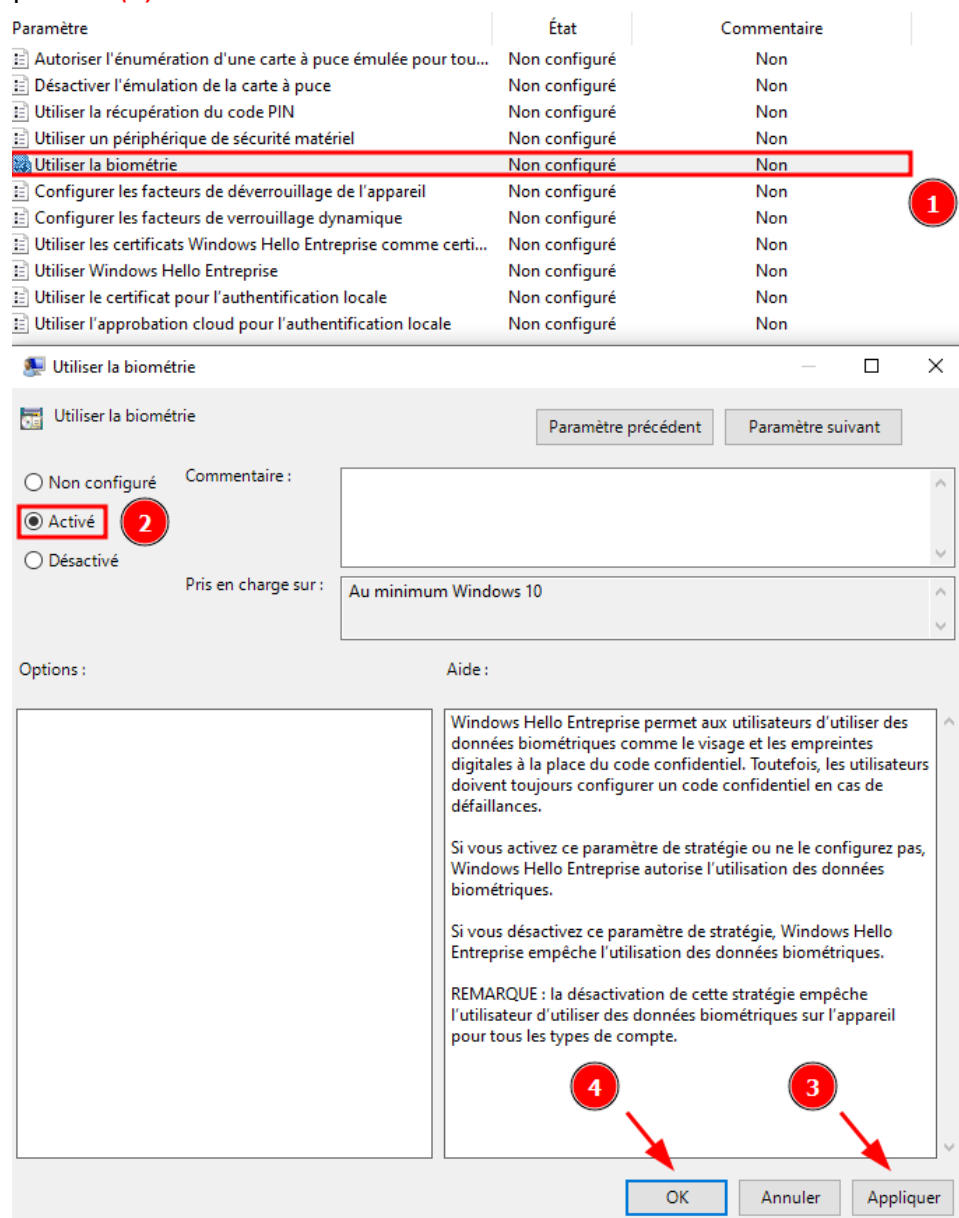 Paramètre État Commentaire
Autoriser l'énumération d'une carte à puce émulée pour tou... Non configuré Non
Désactiver l'émulation de la carte à puce Non configuré Non
Utiliser la récupération du code PIN Non configuré Non
Utiliser un périphérique de sécurité matériel Non configuré Non
Utiliser la biométrie Non configuré Non
Configurer les facteurs de déverrouillage de l'appareil Non configuré Non
1
Configurer les facteurs de verrouillage dynamique Non configuré Non
Utiliser les certificats Windows Hello Entreprise comme certi... Non configuré Non
Utiliser Windows Hello Entreprise Non configuré Non
Utiliser le certificat pour l'authentification locale Non configuré Non
Utiliser l'approbation cloud pour l'authentification locale Non configuré Non
Utiliser la biométrie
Utiliser la biométrie
Paramètre précédent Paramètre suivant
Non configuré Commentaire :
Activé 2
Désactivé
Pris en charge sur : Au minimum Windows 10
Options : Aide :
Windows Hello Entreprise permet aux utilisateurs d'utiliser des
données biométriques comme le visage et les empreintes
digitales à la place du code confidentiel. Toutefois, les utilisateurs
doivent toujours configurer un code confidentiel en cas de
défaillances.
Si vous activez ce paramètre de stratégie ou ne le configurez pas,
Windows Hello Entreprise autorise l'utilisation des données
biométriques.
Si vous désactivez ce paramètre de stratégie, Windows Hello
Entreprise empêche l'utilisation des données biométriques.
REMARQUE : la désactivation de cette stratégie empêche
l'utilisateur d'utiliser des données biométriques sur l'appareil
pour tous les types de compte.
4 3
OK Annuler Appliquer